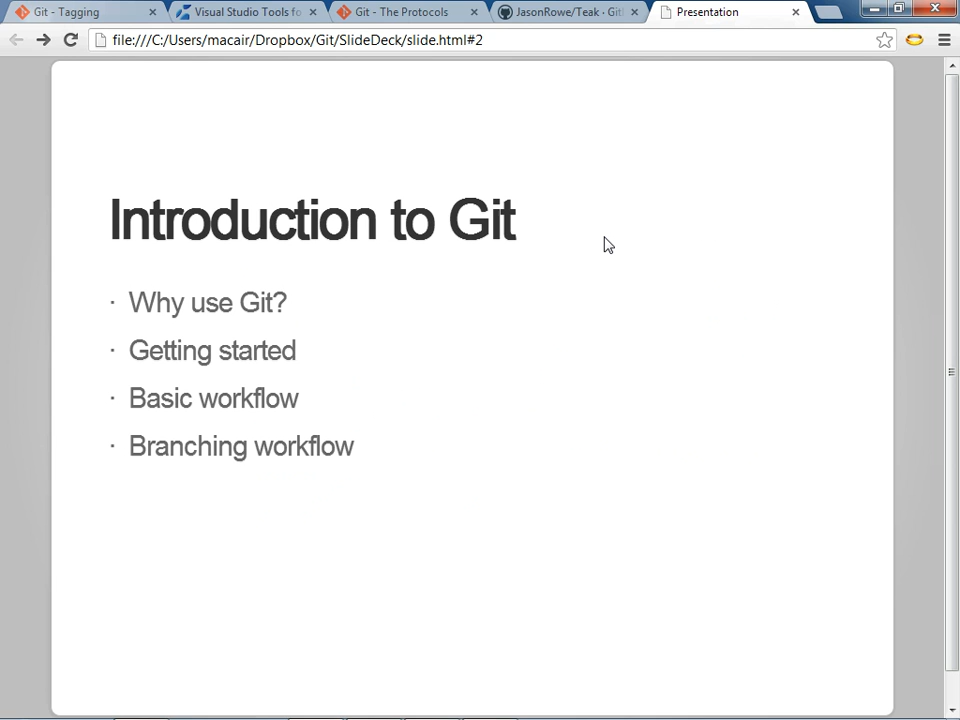 Git - Tagging
Visual Studio Tools fo
Git - The Protocols
JasonRowe/Teak · Git
Presentation
file:///C:/Users/macair/Dropbox/Git/SlideDeck/slide.html#2
Introduction to Git
· Why use Git?
· Getting started
· Basic workflow
· Branching workflow